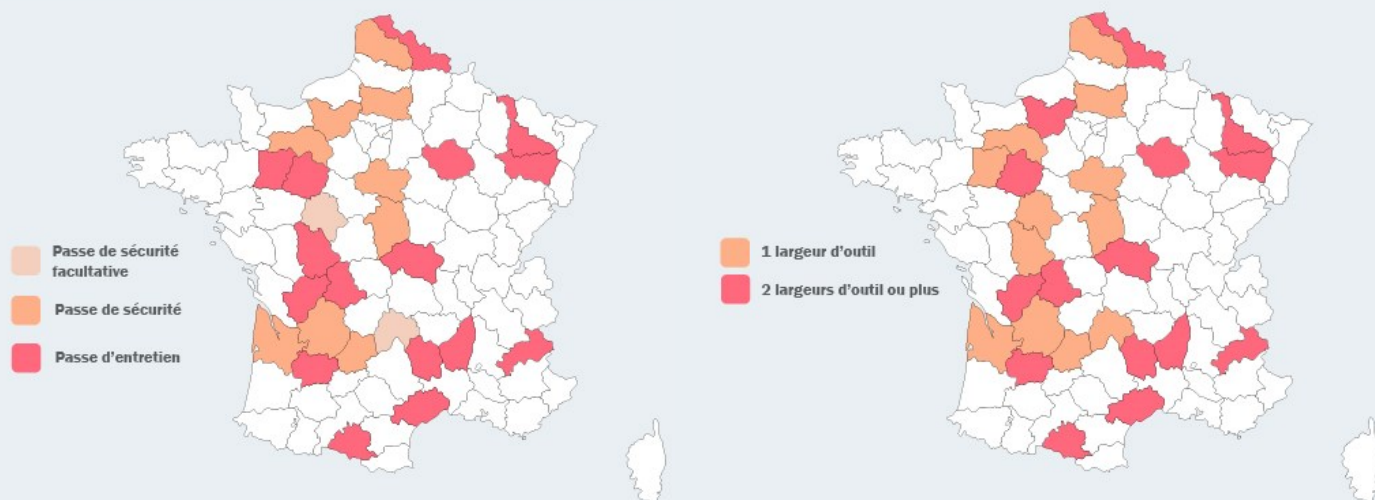 Passe de sécurité
facultative
Passe de sécurité
Passe d'entretien
1 largeur d'outil
2 largeurs d'outil ou plus